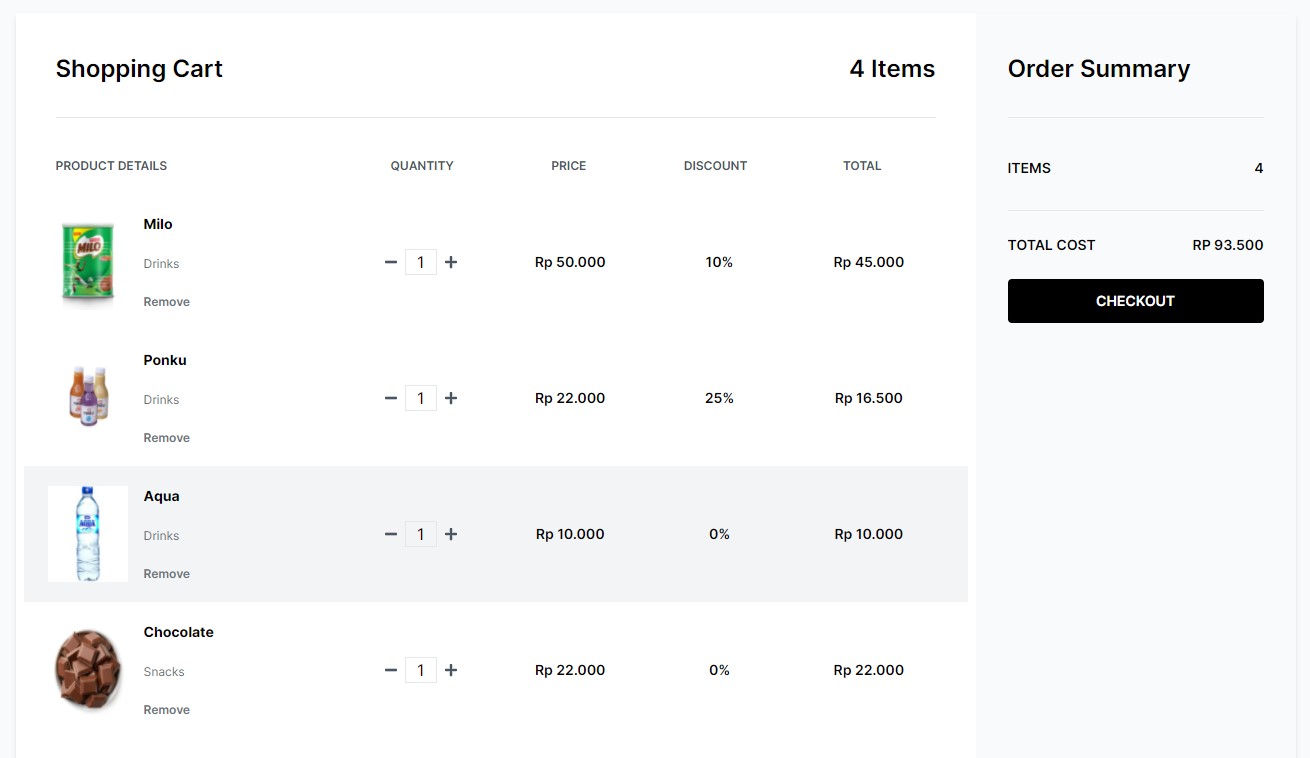 Shopping Cart 4 Items
Order Summary
PRODUCT DETAILS QUANTITY PRICE DISCOUNT TOTAL
ITEMS 4
TOTAL COST RP 93.500
CHECKOUT
Milo
MILO
Drinks
1 Rp 50.000 10% Rp 45.000
Remove
Ponku
Drinks
1 Rp 22.000 25% Rp 16.500
Remove
Aqua
AQUA
Drinks
1 Rp 10.000 0% Rp 10.000
Remove
Chocolate
Snacks
1 Rp 22.000 0% Rp 22.000
Remove